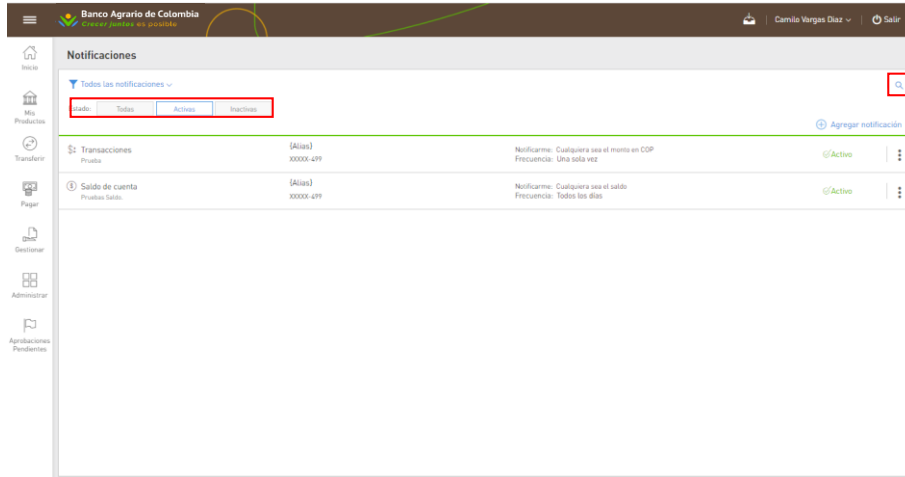 Banco Agrario de Colombia
Crecer juntos es posible
Camilo Vargas Diaz
Salir
Inicio
Mis
Productos
Transferir
Pagar
Gestionar
Administrar
Aprobaciones
Pendientes
Notificaciones
Todos las notificaciones
Estado: Todas Activas Inactivas
Agregar notificación
Transacciones
Prueba
(Alias)
XXXXX-499
Notificarme: Cualquiera sea el monto en COP
Frecuencia: Una sola vez
Activo
Saldo de cuenta
Pruebas Saldo.
(Alias)
XXXXX-499
Notificarme: Cualquiera sea el saldo
Frecuencia: Todos los días
Activo